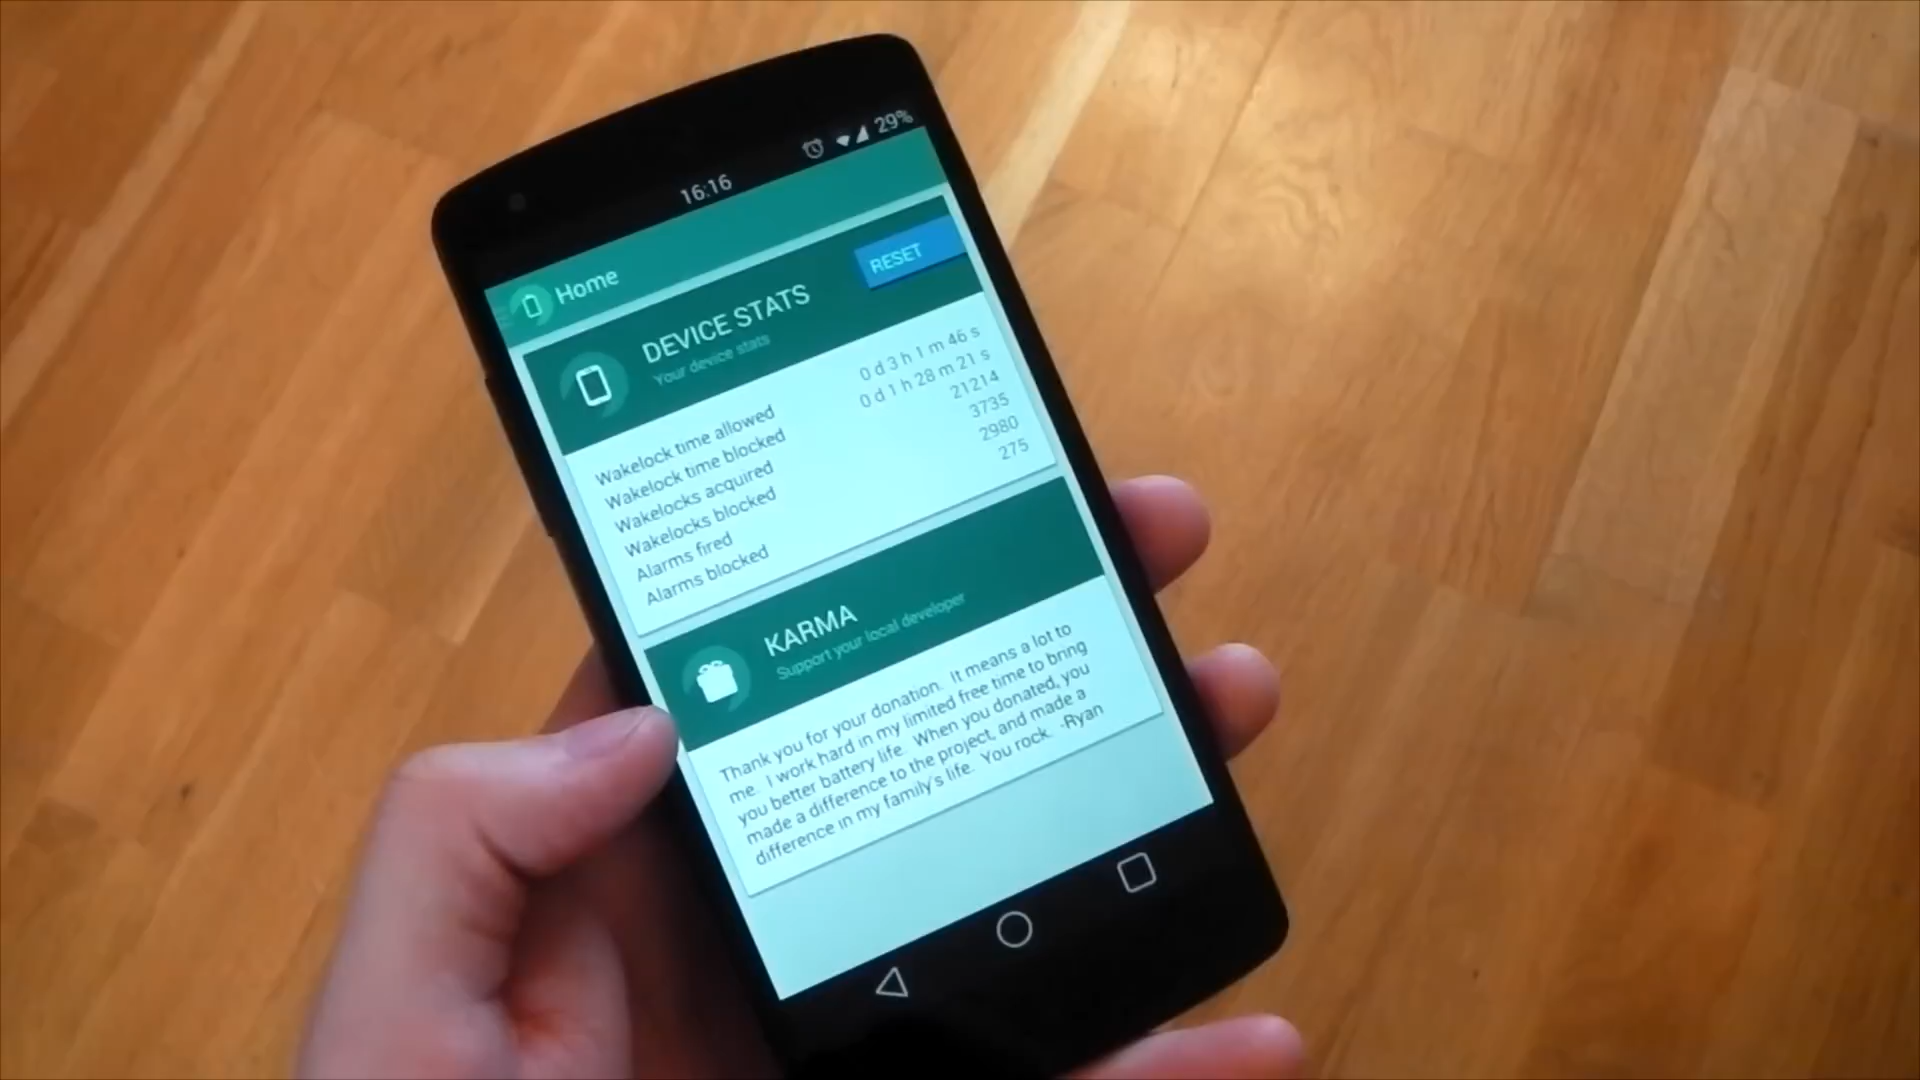 29%
16:16
Home
RESET
DEVICE STATS
Your device stats
Wakelock time allowed 0 d 3 h 1 m 46 s
Wakelock time blocked 0 d 1 h 28 m 21 s
Wakelocks acquired 21214
Wakelocks blocked 3735
Alarms fired 2980
Alarms blocked 275
KARMA
Support your local developer
Thank you for your donation. It means a lot to
me. I work hard in my limited free time to bring
you better battery life. When you donated, you
made a difference to the project, and made a
difference in my family's life. You rock. -Ryan